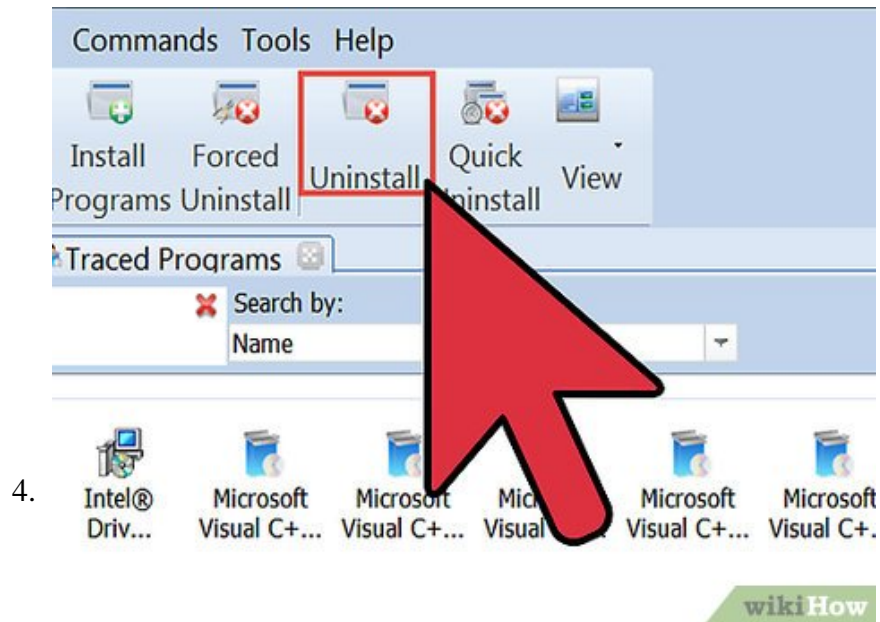 Commands Tools Help
Install Programs
Forced Uninstall
Uninstall
Quick
View
Traced Programs
Search by:
Name
4.
Intel® Driv...
Microsoft Visual C+...
Microsoft Visual C+...
Visual
Microsoft Visual C+...
Microsoft Visual C+.
wikiHow